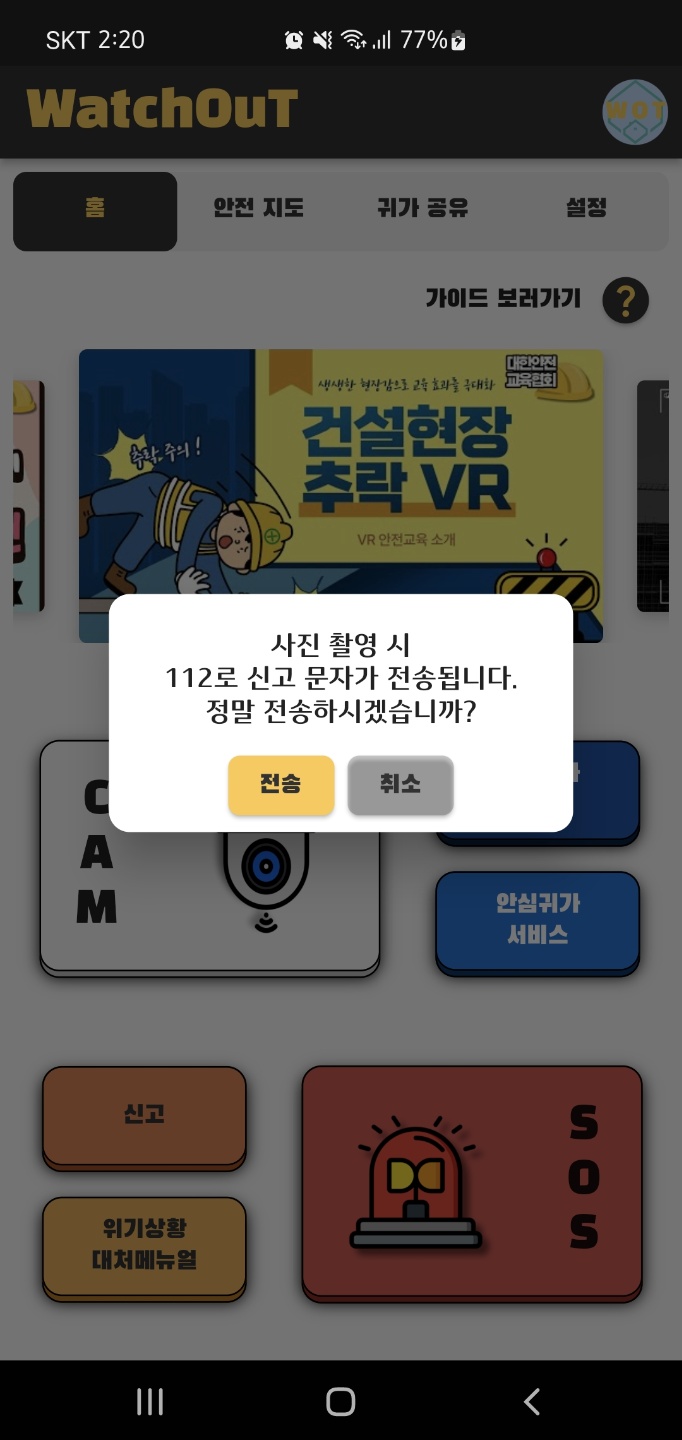 SKT 2:20 77%
WatchOuT
WOT
홈 안전 지도 귀가 공유 설정
가이드 보러가기 ?
생생한 현장감으로 교육 효과를 극대화
대한안전
교육협회
추락 주의!
건설현장
추락 VR
VR 안전교육 소개
사진 촬영 시
112로 신고 문자가 전송됩니다.
정말 전송하시겠습니까?
전송 취소
C
A
M
안심귀가
서비스
신고
위기상황
대처메뉴얼
S
O
S